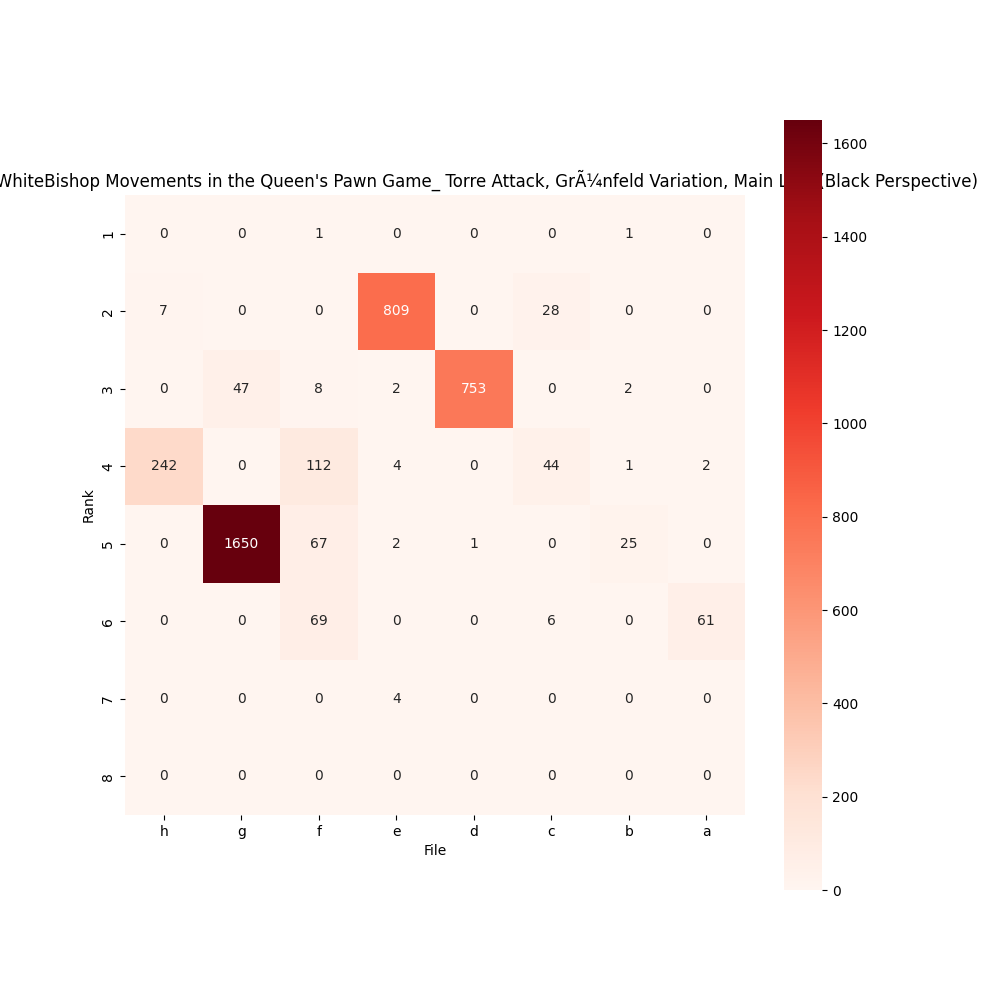 WhiteBishop Movements in the Queen's Pawn Game_ Torre Attack, GrÃ¼nfeld Variation, Main L (Black Perspective)
1600
1400
1200
1000
800
600
400
200
0
Rank
1 0 0 1 0 0 0 1 0
2 7 0 0 809 0 28 0 0
3 0 47 8 2 753 0 2 0
4 242 0 112 4 0 44 1 2
5 0 1650 67 2 1 0 25 0
6 0 0 69 0 0 6 0 61
7 0 0 0 4 0 0 0 0
8 0 0 0 0 0 0 0 0
h g f e d c b a
File